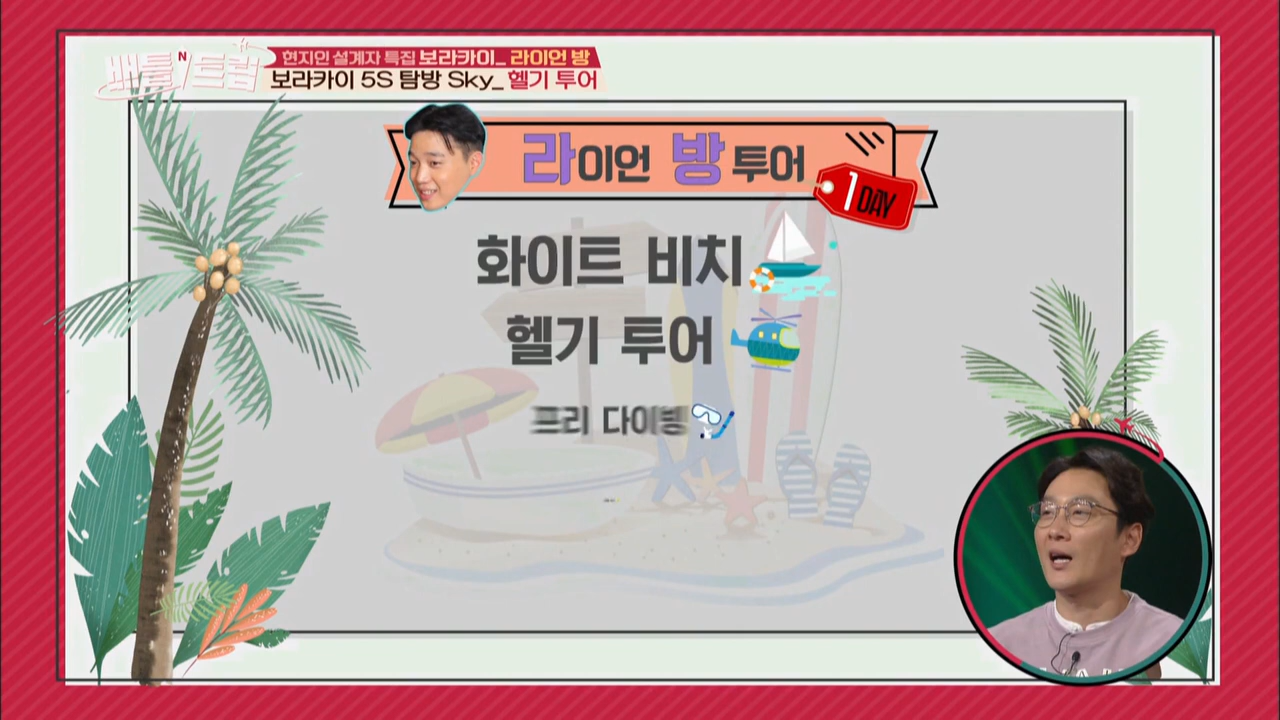 배틀트립
현지인 설계자 특집 보라카이_ 라이언 방
보라카이 5S 탐방 Sky_ 헬기 투어
라이언 방 투어
1 DAY
화이트 비치
헬기 투어
프리 다이빙